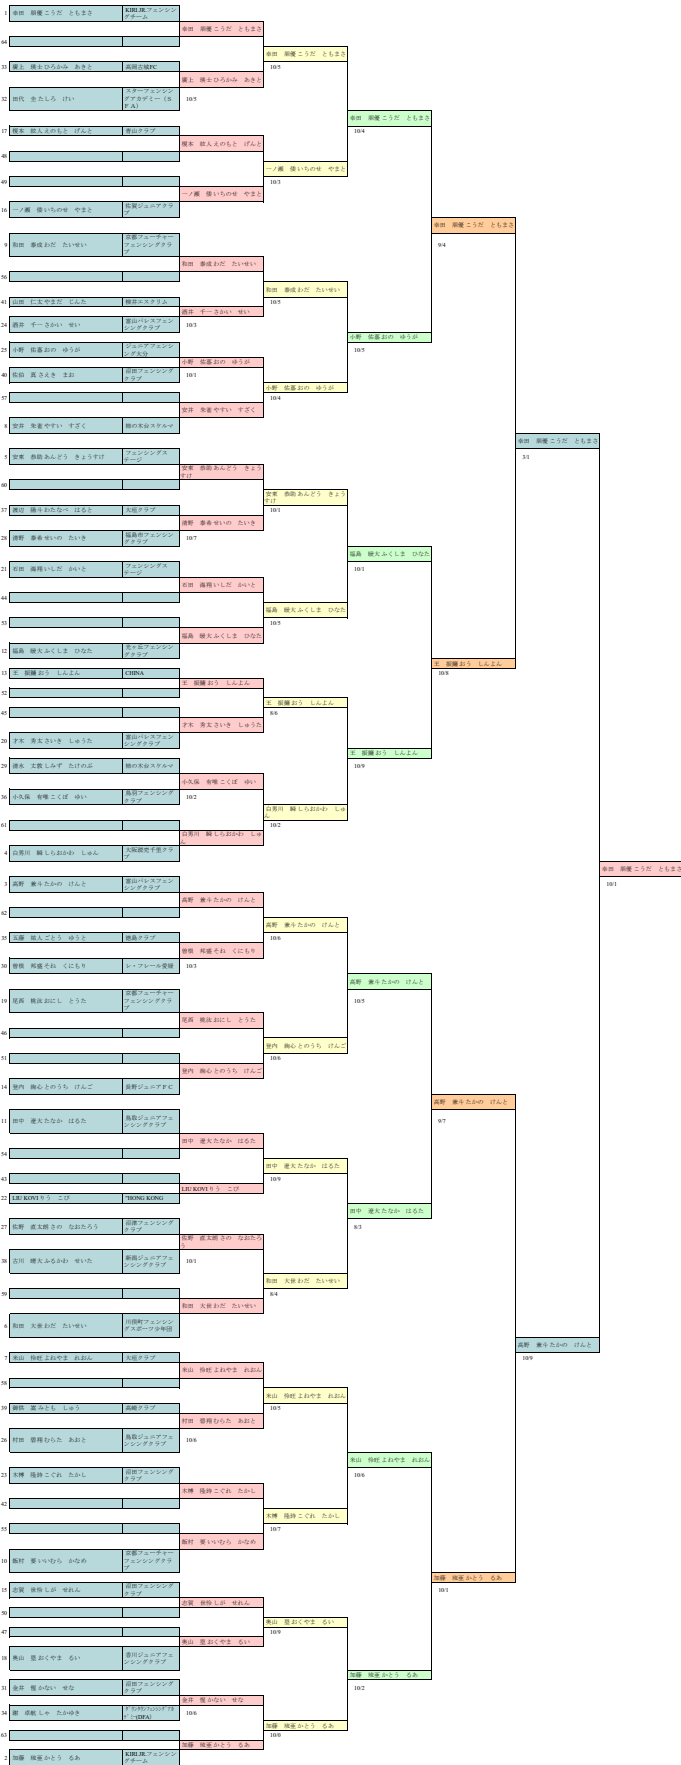 1 幸田 朋優 こうだ ともまさ KIRI.JR.フェンシングチーム
幸田 朋優 こうだ ともまさ
64
幸田 朋優 こうだ ともまさ
10/5
33 廣上 瑛士 ひろかみ あきと 高岡古城FC
廣上 瑛士 ひろかみ あきと
10/5
32 田代 圭 たしろ けい スターフェンシングアカデミー（SFA）
幸田 朋優 こうだ ともまさ
10/4
17 榎本 絃人 えのもと げんと 青山クラブ
榎本 絃人 えのもと げんと
48
一ノ瀬 倭 いちのせ やまと
10/3
49
一ノ瀬 倭 いちのせ やまと
16 一ノ瀬 倭 いちのせ やまと 佐賀ジュニアクラブ
幸田 朋優 こうだ ともまさ
9/4
9 和田 泰成 わだ たいせい 京都フューチャーフェンシングクラブ
和田 泰成 わだ たいせい
56
和田 泰成 わだ たいせい
10/5
41 山田 仁太 やまだ じんた 柳井エスクリム
酒井 千一 さかい せい
10/3
24 酒井 千一 さかい せい 富山パレスフェンシングクラブ
小野 佑嘉 おの ゆうが
10/5
25 小野 佑嘉 おの ゆうが ジュニアフェンシング大分
小野 佑嘉 おの ゆうが
10/1
40 佐伯 真 さえき まお 沼田フェンシングクラブ
小野 佑嘉 おの ゆうが
10/4
57
安井 朱雀 やすい すざく
8 安井 朱雀 やすい すざく 柿の木台スケルマ
幸田 朋優 こうだ ともまさ
3/1
5 安東 恭助 あんどう きょうすけ フェンシングステージ
安東 恭助 あんどう きょうすけ
60
安東 恭助 あんどう きょうすけ
10/1
37 渡辺 陽斗 わたなべ はると 大垣クラブ
清野 泰希 せいの たいき
10/7
28 清野 泰希 せいの たいき 福島市フェンシングクラブ
福島 暖大 ふくしま ひなた
10/1
21 石田 海翔 いしだ かいと フェンシングステージ
石田 海翔 いしだ かいと
44
福島 暖大 ふくしま ひなた
10/5
53
福島 暖大 ふくしま ひなた
12 福島 暖大 ふくしま ひなた 光ヶ丘フェンシングクラブ
王 振爾 おう しんよん
10/8
13 王 振爾 おう しんよん CHINA
王 振爾 おう しんよん
52
王 振爾 おう しんよん
8/6
45
才木 秀太 さいき しゅうた
20 才木 秀太 さいき しゅうた 富山パレスフェンシングクラブ
王 振爾 おう しんよん
10/9
29 清水 丈敦 しみず たけのぶ 柿の木台スケルマ
小久保 有唯 こくぼ ゆい
10/2
36 小久保 有唯 こくぼ ゆい 鳥羽フェンシングクラブ
白男川 瞬 しらおかわ しゅん
10/2
61
白男川 瞬 しらおかわ しゅん
4 白男川 瞬 しらおかわ しゅん 大阪読売千里クラブ
幸田 朋優 こうだ ともまさ
10/1
3 高野 兼斗 たかの けんと 富山パレスフェンシングクラブ
高野 兼斗 たかの けんと
62
高野 兼斗 たかの けんと
10/6
35 五藤 祐人 ごとう ゆうと 徳島クラブ
曽根 邦盛 そね くにもり
10/3
30 曽根 邦盛 そね くにもり レ・フレール愛媛
高野 兼斗 たかの けんと
10/5
19 尾西 桃汰 おにし とうた 京都フューチャーフェンシングクラブ
尾西 桃汰 おにし とうた
46
登内 絢心 とのうち けんご
10/6
51
登内 絢心 とのうち けんご
14 登内 絢心 とのうち けんご 長野ジュニアＦＣ
高野 兼斗 たかの けんと
9/7
11 田中 遼大 たなか はるた 鳥取ジュニアフェンシングクラブ
田中 遼大 たなか はるた
54
田中 遼大 たなか はるた
10/9
43
LIU KOVI りう こび
22 LIU KOVI りう こび "HONG KONG
田中 遼大 たなか はるた
8/3
27 佐野 直太朗 さの なおたろう 沼津フェンシングクラブ
佐野 直太朗 さの なおたろう
10/1
38 古川 晴大 ふるかわ せいた 新潟ジュニアフェンシングクラブ
和田 大世 わだ たいせい
8/4
59
和田 大世 わだ たいせい
6 和田 大世 わだ たいせい 川俣町フェンシングスポーツ少年団
高野 兼斗 たかの けんと
10/9
7 米山 怜旺 よねやま れおん 大垣クラブ
米山 怜旺 よねやま れおん
58
米山 怜旺 よねやま れおん
10/5
39 御供 嵩 みとも しゅう 高崎クラブ
村田 碧翔 むらた あおと
10/6
26 村田 碧翔 むらた あおと 鳥取ジュニアフェンシングクラブ
米山 怜旺 よねやま れおん
10/6
23 木榑 隆詩 こぐれ たかし 沼田フェンシングクラブ
木榑 隆詩 こぐれ たかし
42
木榑 隆詩 こぐれ たかし
10/7
55
飯村 要 いいむら かなめ
10 飯村 要 いいむら かなめ 京都フューチャーフェンシングクラブ
加藤 琉亜 かとう るあ
10/1
15 志賀 世怜 しが せれん 沼田フェンシングクラブ
志賀 世怜 しが せれん
50
奥山 塁 おくやま るい
10/9
47
奥山 塁 おくやま るい
18 奥山 塁 おくやま るい 香川ジュニアフェンシングクラブ
加藤 琉亜 かとう るあ
10/2
31 金井 惺 かない せな 沼田フェンシングクラブ
金井 惺 かない せな
10/6
34 謝 卓航 しゃ たかゆき (DFA)
加藤 琉亜 かとう るあ
10/0
63
加藤 琉亜 かとう るあ
2 加藤 琉亜 かとう るあ KIRI.JR.フェンシングチーム